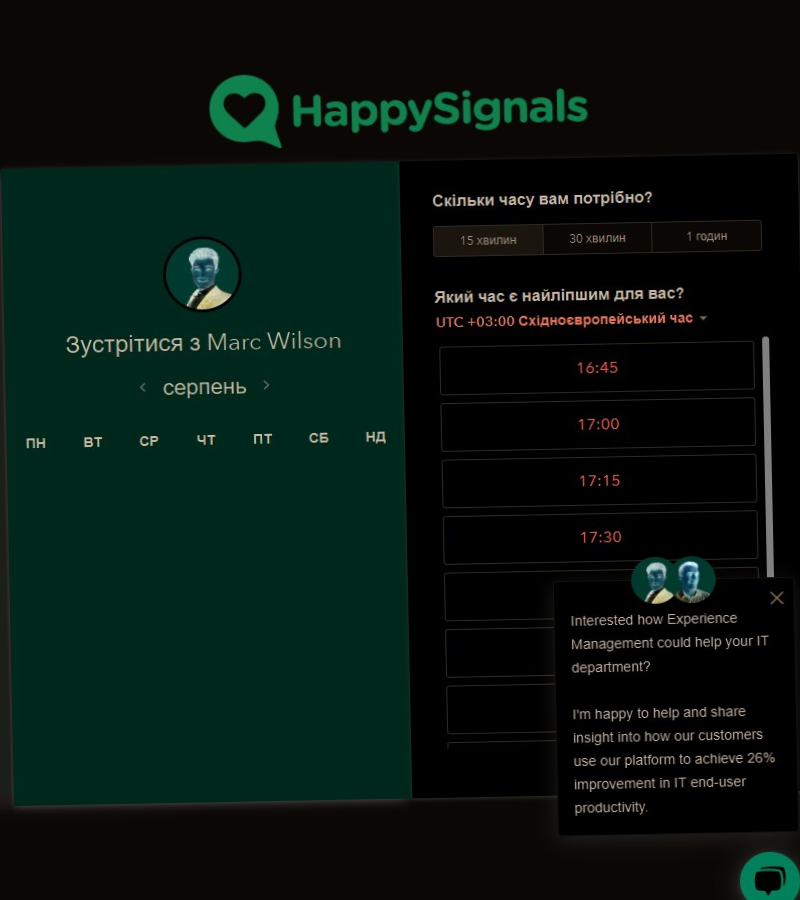 HappySignals
Зустрітися з Marc Wilson
серпень
ПН ВТ СР ЧТ ПТ СБ НД
Скільки часу вам потрібно?
15 хвилин 30 хвилин 1 годин
Який час є найліпшим для вас?
UTC +03:00 Східноєвропейський час
16:45
17:00
17:15
17:30
Interested how Experience
Management could help your IT
department?
I'm happy to help and share
insight into how our customers
use our platform to achieve 26%
improvement in IT end-user
productivity.